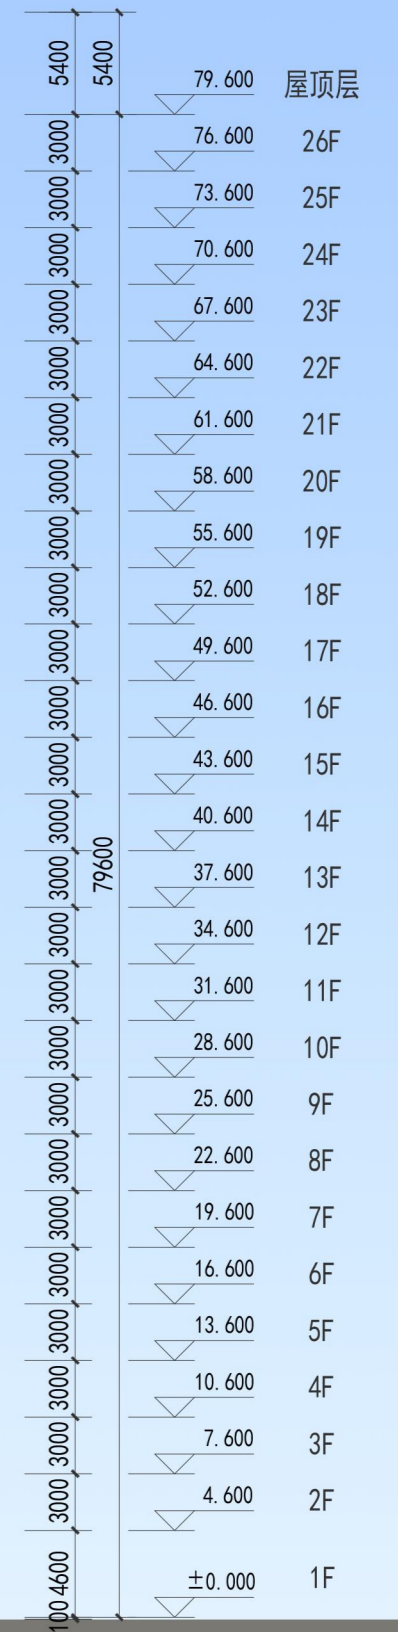 5400 5400 79.600 屋顶层
3000 76.600 26F
3000 73.600 25F
3000 70.600 24F
3000 67.600 23F
3000 64.600 22F
3000 61.600 21F
3000 58.600 20F
3000 55.600 19F
3000 52.600 18F
3000 49.600 17F
3000 46.600 16F
3000 43.600 15F
3000 40.600 14F
3000 79600 37.600 13F
3000 34.600 12F
3000 31.600 11F
3000 28.600 10F
3000 25.600 9F
3000 22.600 8F
3000 19.600 7F
3000 16.600 6F
3000 13.600 5F
3000 10.600 4F
3000 7.600 3F
3000 4.600 2F
4600 ±0.000 1F
100